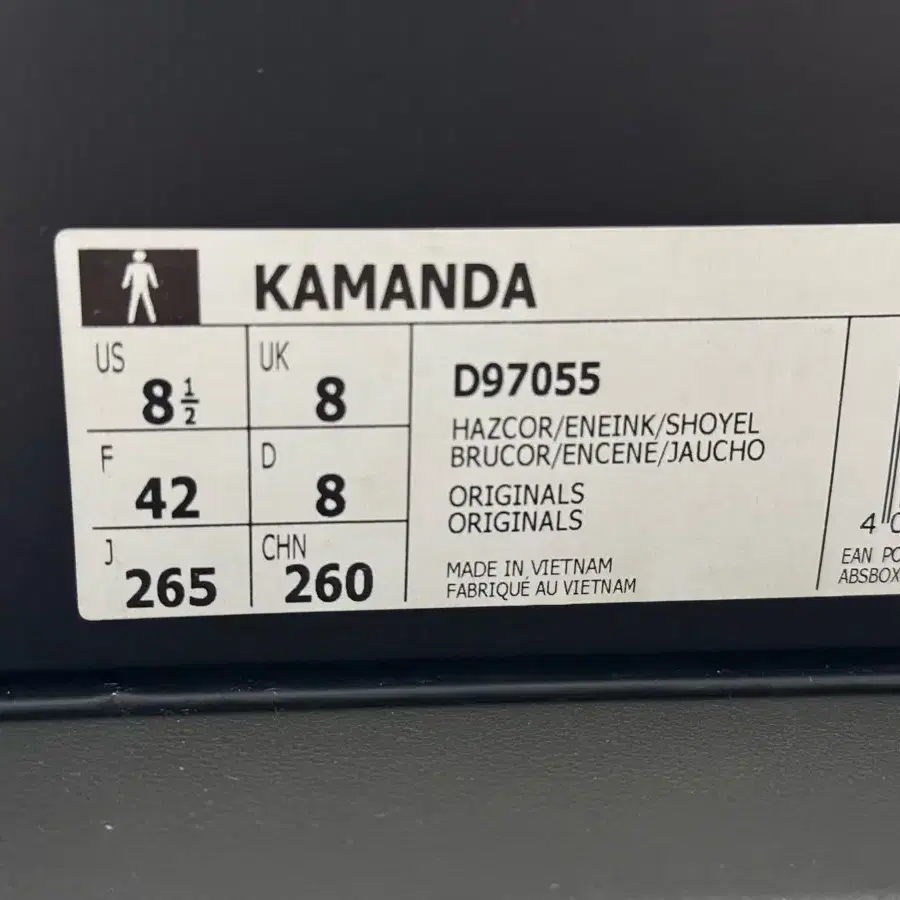 KAMANDA
US 8½ UK 8
F 42 D 8
J 265 CHN 260
D97055
HAZCOR/ENEINK/SHOYEL
BRUCOR/ENCENE/JAUCHO
ORIGINALS
ORIGINALS
MADE IN VIETNAM
FABRIQUÉ AU VIETNAM
4
EAN
ABSBOX